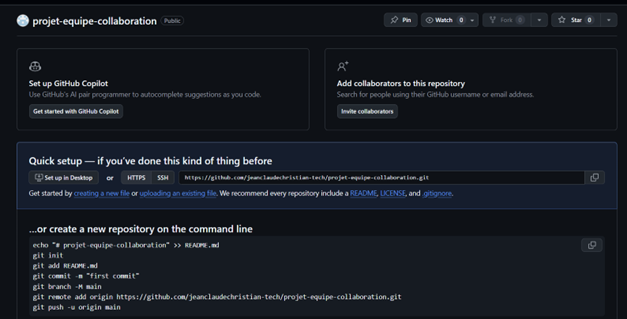 projet-equipe-collaboration Public
Pin Watch 0 Fork 0 Star 0
Set up GitHub Copilot
Use GitHub's AI pair programmer to autocomplete suggestions as you code.
Get started with GitHub Copilot
Add collaborators to this repository
Search for people using their GitHub username or email address.
Invite collaborators
Quick setup — if you've done this kind of thing before
Set up in Desktop or HTTPS SSH https://github.com/jeanclaudechristian-tech/projet-equipe-collaboration.git
Get started by creating a new file or uploading an existing file. We recommend every repository include a README, LICENSE, and .gitignore.
...or create a new repository on the command line
echo "# projet-equipe-collaboration" >> README.md
git init
git add README.md
git commit -m "first commit"
git branch -M main
git remote add origin https://github.com/jeanclaudechristian-tech/projet-equipe-collaboration.git
git push -u origin main